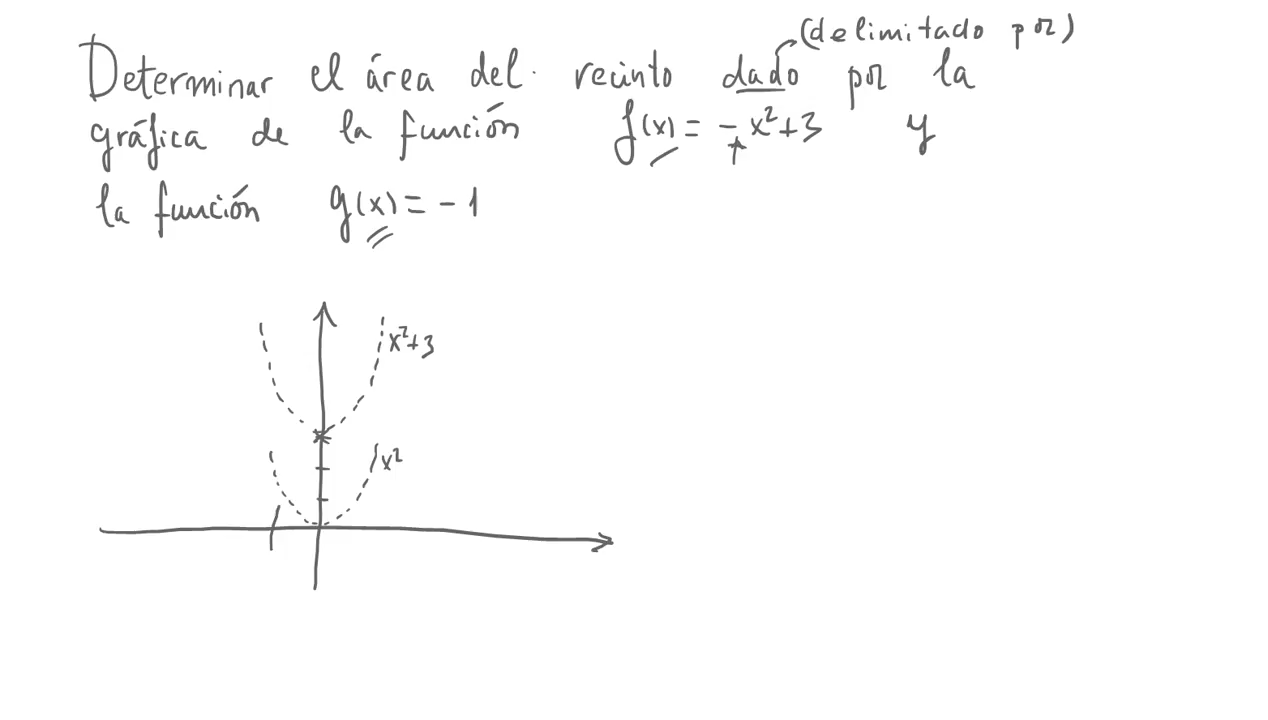 (delimitado por)
Determinar el área del recinto dado por la
gráfica de la función f(x) = -x²+3 y
la función g(x) = -1
x²+3
x²